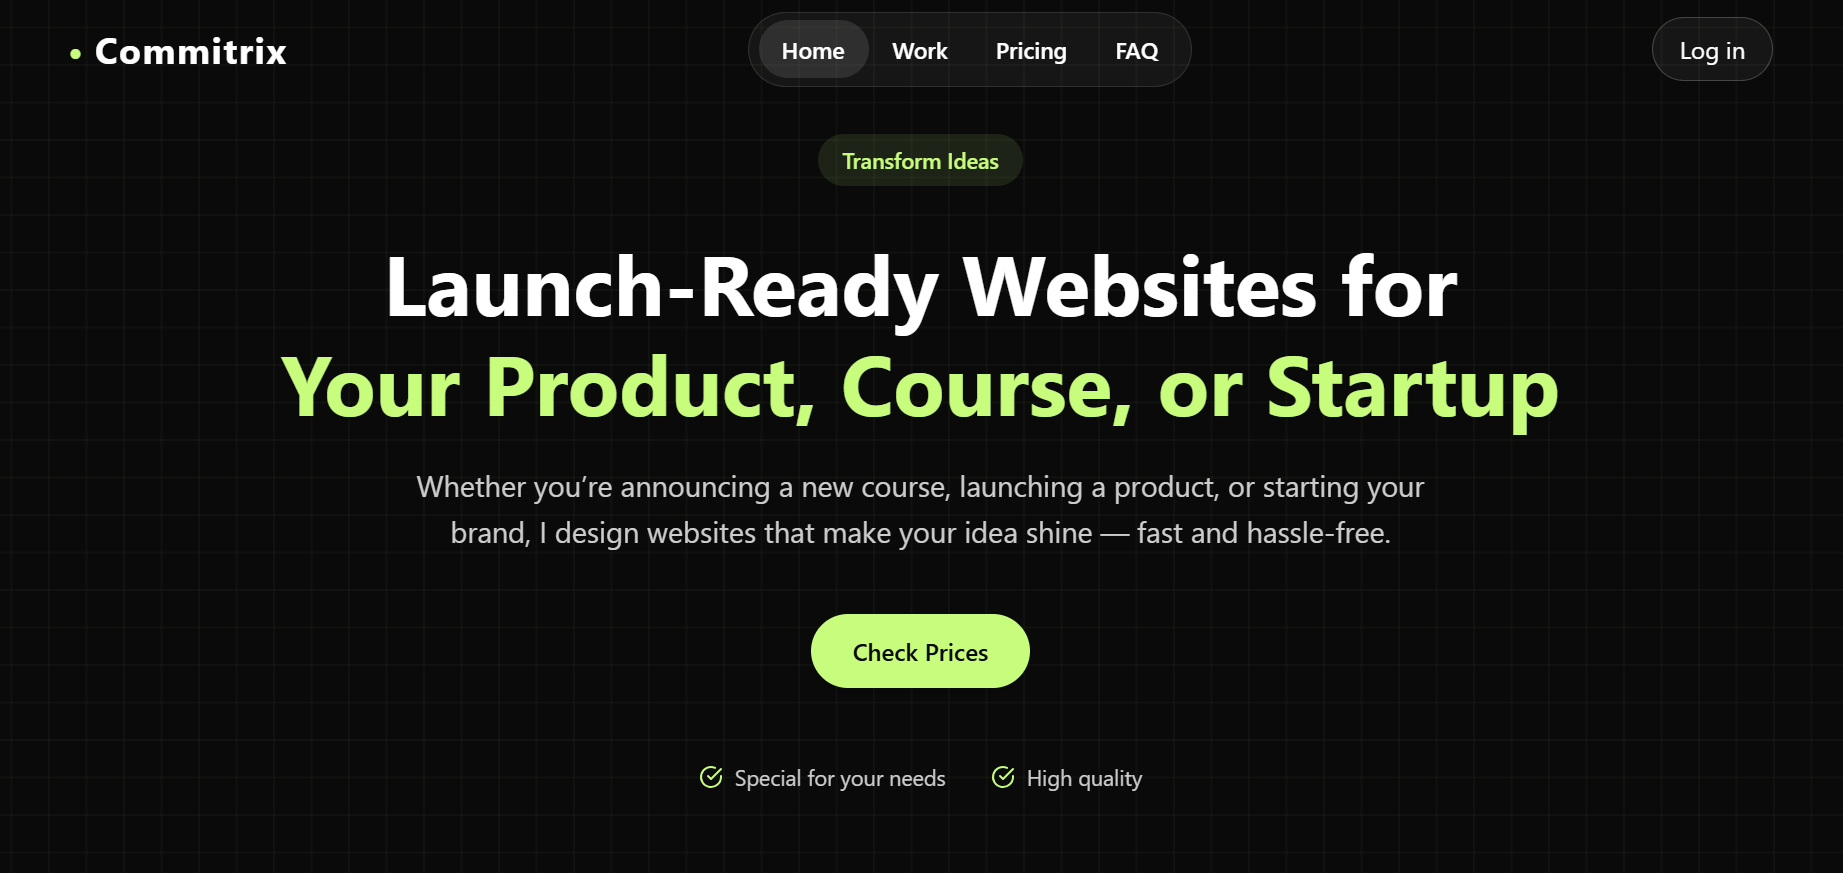 Commitrix
Home
Work
Pricing
FAQ
Log in
Transform Ideas
Launch-Ready Websites for
Your Product, Course, or Startup
Whether you’re announcing a new course, launching a product, or starting your
brand, I design websites that make your idea shine — fast and hassle-free.
Check Prices
Special for your needs
High quality